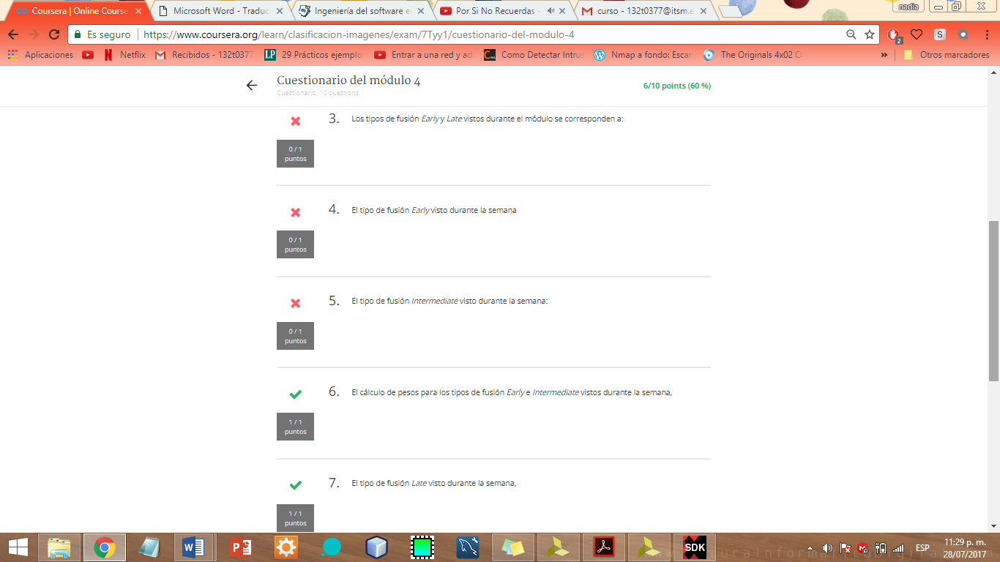 nadia
Coursera | Online Course
Microsoft Word - Traduc
Ingeniería del software e
Por Si No Recuerdas -
curso - 132t0377@itsm.e
Es seguro
https://www.coursera.org/learn/clasificacion-imagenes/exam/7Tyy1/cuestionario-del-modulo-4
S
2
Aplicaciones
Netflix
Recibidos - 132t0377
LP
29 Prácticos ejemplo
Entrar a una red y ad
Como Detectar Intrus
Nmap a fondo: Escan
The Originals 4x02 O
»
Otros marcadores
Cuestionario del módulo 4
Cuestionario, 10 questions
6/10 points (60 %)
3. Los tipos de fusión Early y Late vistos durante el módulo se corresponden a:
0 / 1
puntos
4. El tipo de fusión Early visto durante la semana
0 / 1
puntos
5. El tipo de fusión Intermediate visto durante la semana:
0 / 1
puntos
6. El cálculo de pesos para los tipos de fusión Early e Intermediate vistos durante la semana,
1 / 1
puntos
7. El tipo de fusión Late visto durante la semana,
1 / 1
puntos
SDK
ESP
11:29 p. m.
28/07/2017